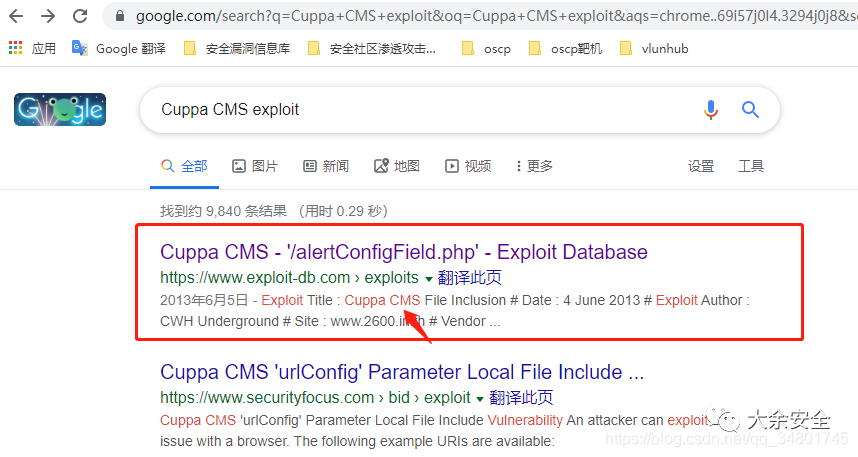 google.com/search?q=Cuppa+CMS+exploit&oq=Cuppa+CMS+exploit&aqs=chrome..69i57j0l4.3294j0j8&s
应用 Google 翻译 安全漏洞信息库 安全社区渗透攻击... oscp oscp靶机 vlunhub
Google
Cuppa CMS exploit
全部 图片 新闻 地图 视频 更多 设置 工具
找到约 9,840 条结果 （用时 0.29 秒）
Cuppa CMS - '/alertConfigField.php' - Exploit Database
https://www.exploit-db.com › exploits 翻译此页
2013年6月5日 - Exploit Title : Cuppa CMS File Inclusion # Date : 4 June 2013 # Exploit Author :
CWH Underground # Site : www.2600.in.th # Vendor ...
Cuppa CMS 'urlConfig' Parameter Local File Include ...
https://www.securityfocus.com › bid › exploit 翻译此页
Cuppa CMS 'urlConfig' Parameter Local File Include Vulnerability An attacker can exploit
issue with a browser. The following example URIs are available:
大余安全
https://blog.csdn.net/qq_34801745